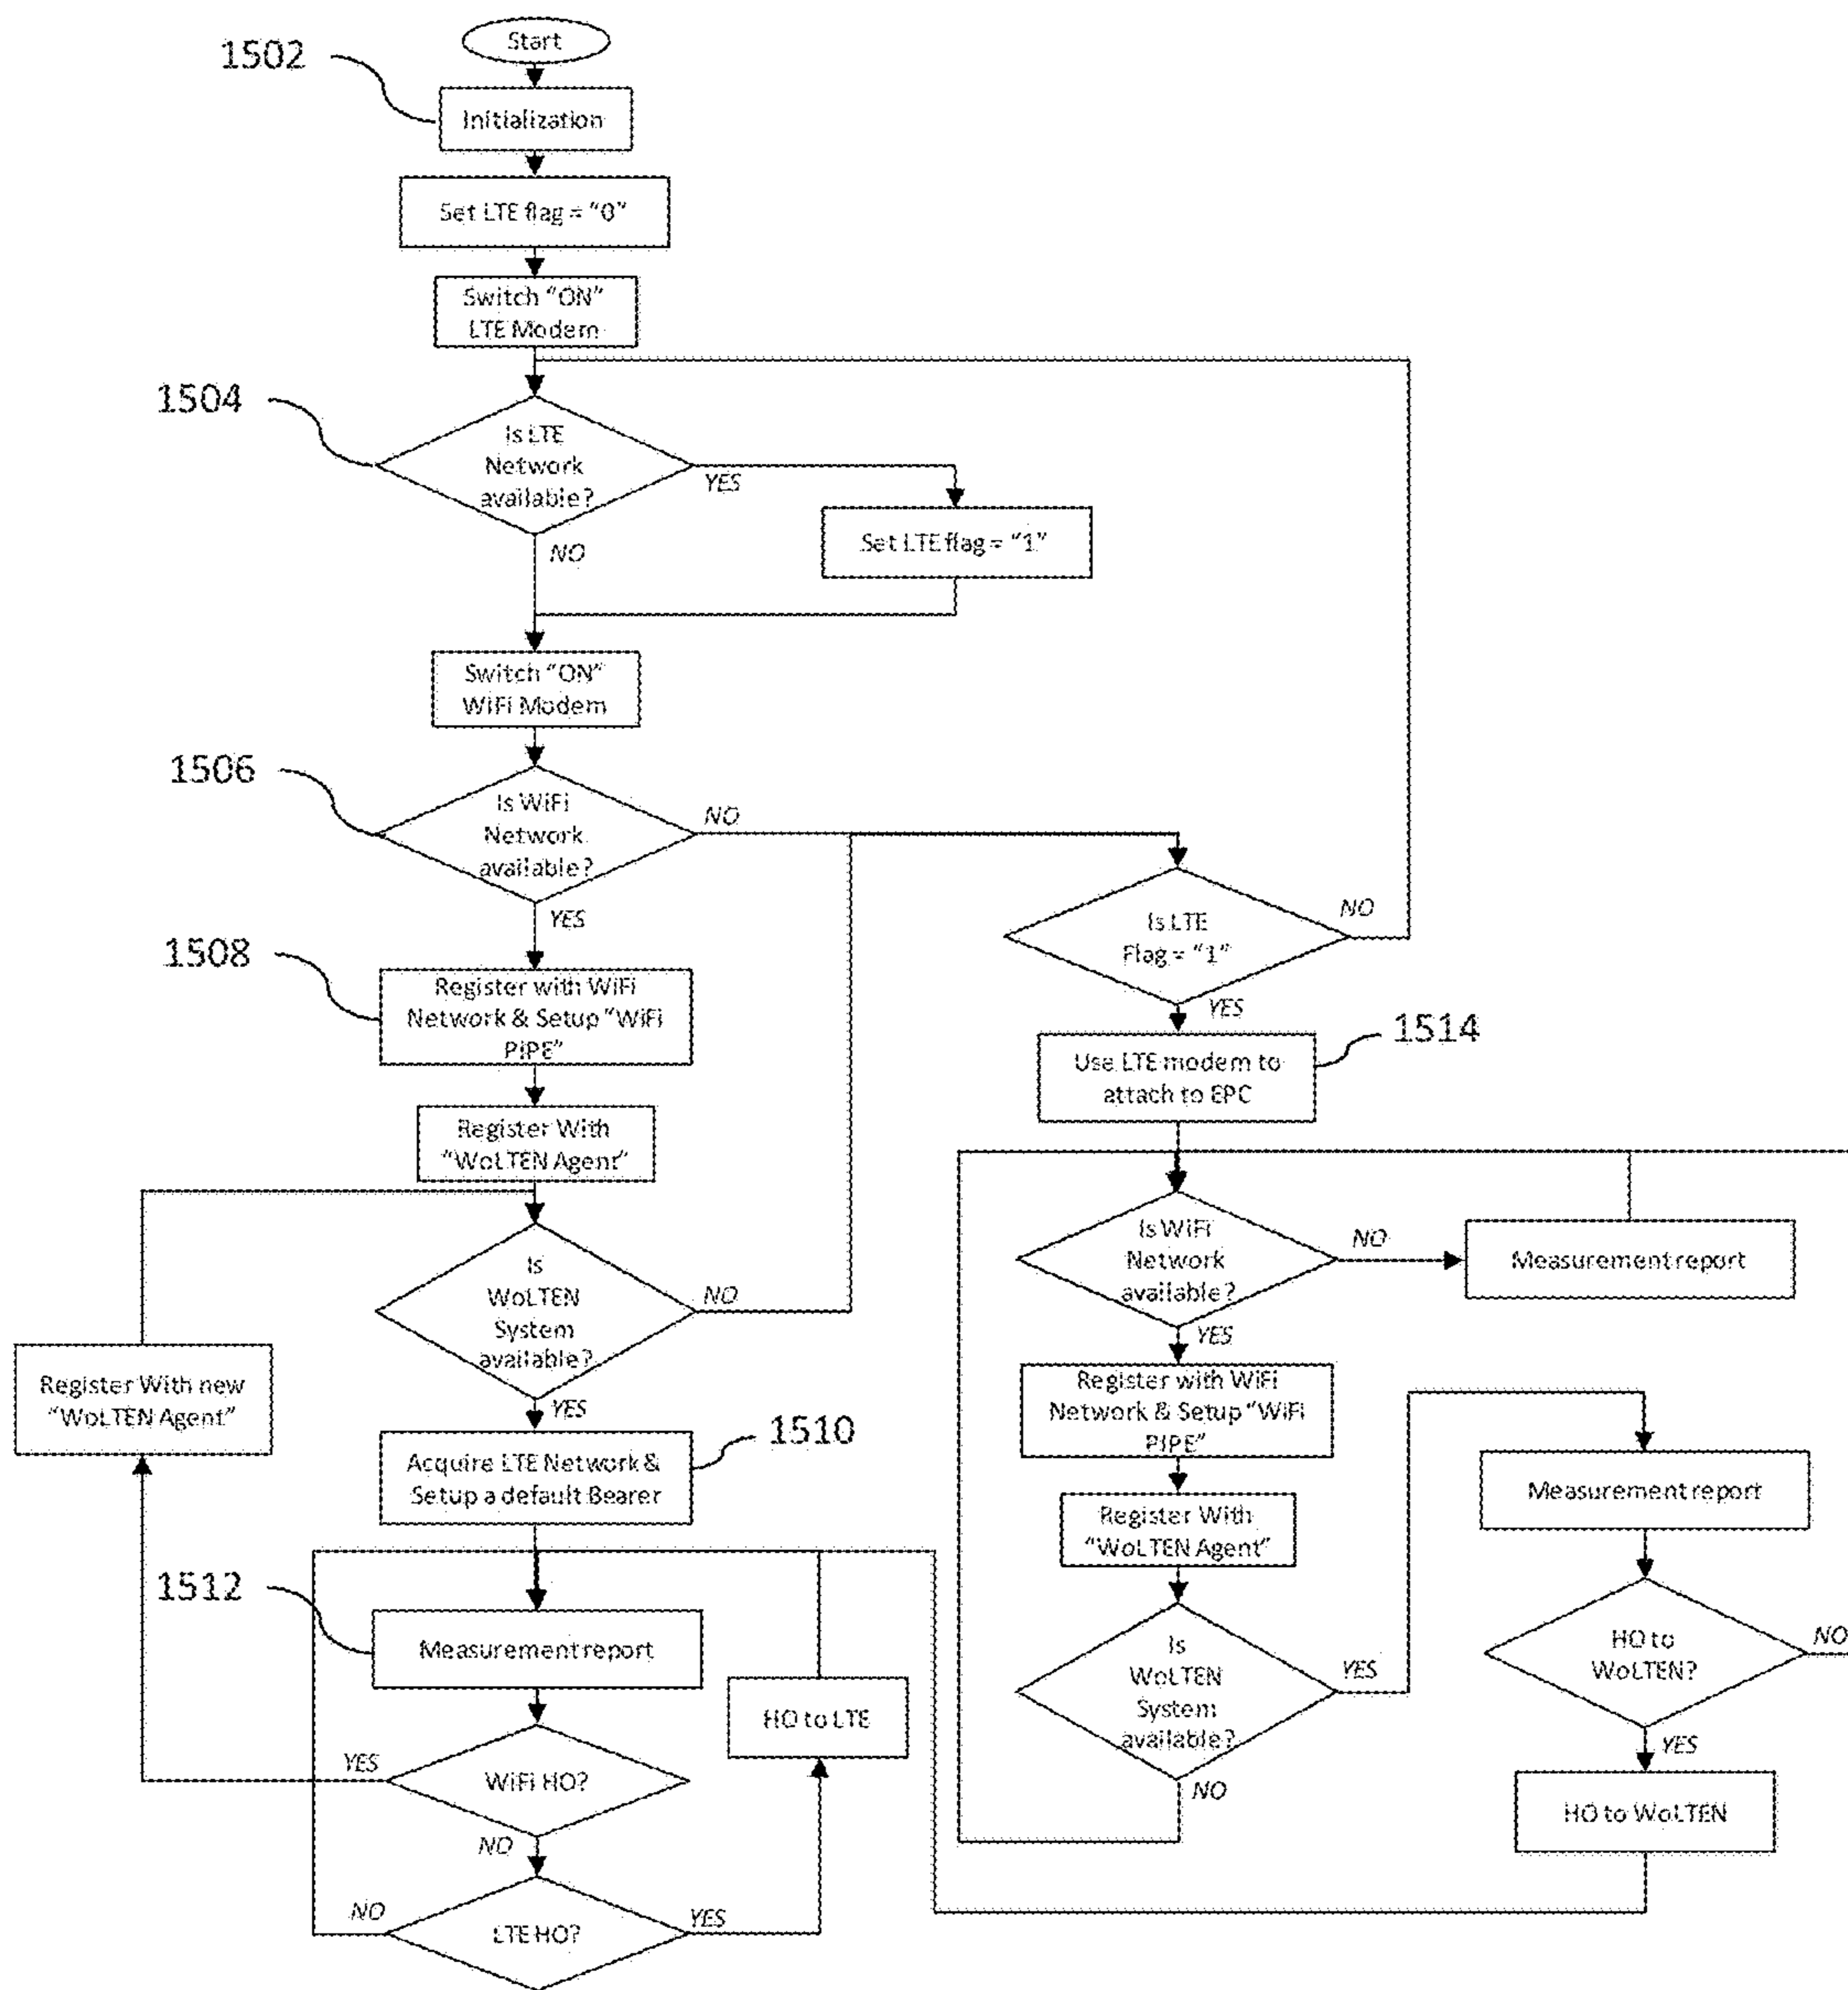 Start
1502
Initialization
Set LTE flag = "0"
Switch "ON"
LTE Modem
1504
Is LTE
Network
available?
YES
NO
Set LTE flag = "1"
Switch "ON"
WiFi Modem
1506
Is WiFi
Network
available?
NO
YES
Is LTE
Flag = "1"
NO
YES
1508
Register with WiFi
Network & Setup "WiFi
PIPE"
1514
Use LTE modem to
attach to EPC
Register With
"WoLTEN Agent"
Is
WoLTEN
System
available?
NO
YES
Is WiFi
Network
available?
NO
YES
Measurement report
Register With new
"WoLTEN Agent"
Register with WiFi
Network & Setup "WiFi
PIPE"
1510
Acquire LTE Network &
Setup a default Bearer
Measurement report
Register With
"WoLTEN Agent"
1512
Measurement report
Is
WoLTEN
System
available?
YES
NO
HO to
WoLTEN?
NO
YES
HO to LTE
WiFi HO?
YES
NO
HO to WoLTEN
LTE HO?
NO
YES